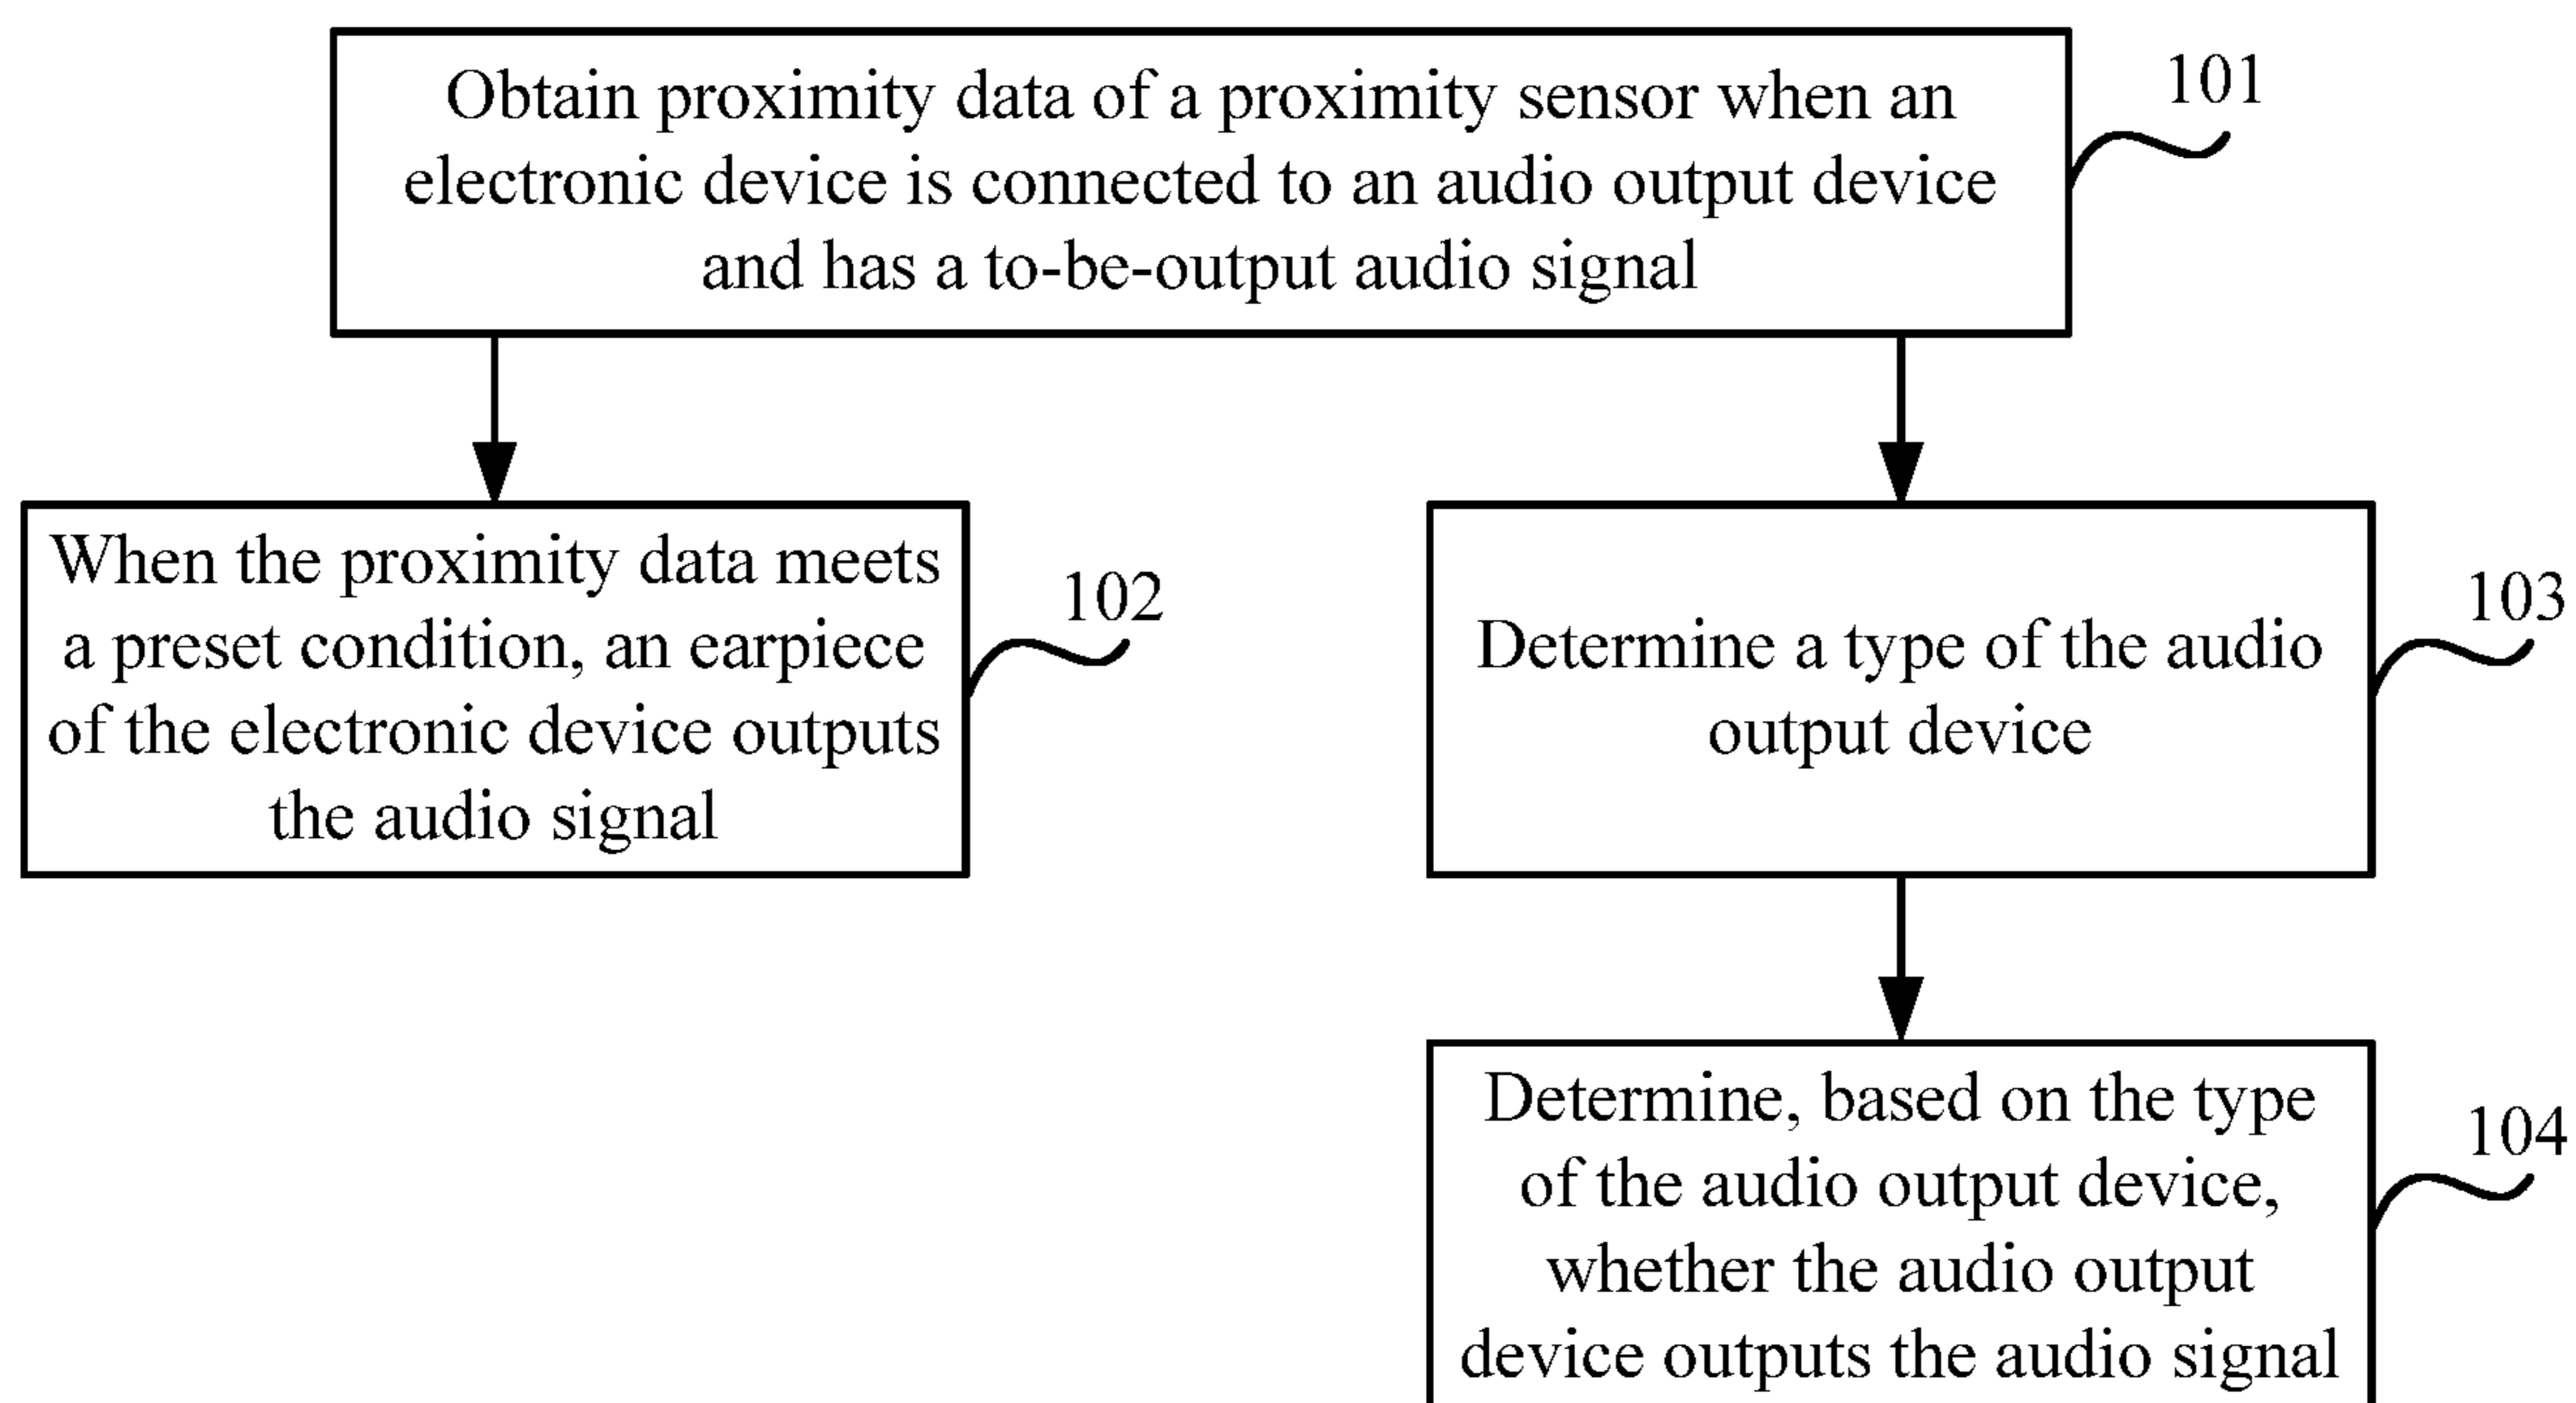 Obtain proximity data of a proximity sensor when an
electronic device is connected to an audio output device
and has a to-be-output audio signal
101
When the proximity data meets
a preset condition, an earpiece
of the electronic device outputs
the audio signal
102
Determine a type of the audio
output device
103
Determine, based on the type
of the audio output device,
whether the audio output
device outputs the audio signal
104